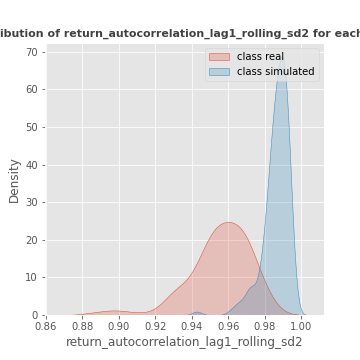 ibution of return_autocorrelation_lag1_rolling_sd2 for each
class real
class simulated
70
60
50
40
30
20
10
0
Density
0.86 0.88 0.90 0.92 0.94 0.96 0.98 1.00
return_autocorrelation_lag1_rolling_sd2